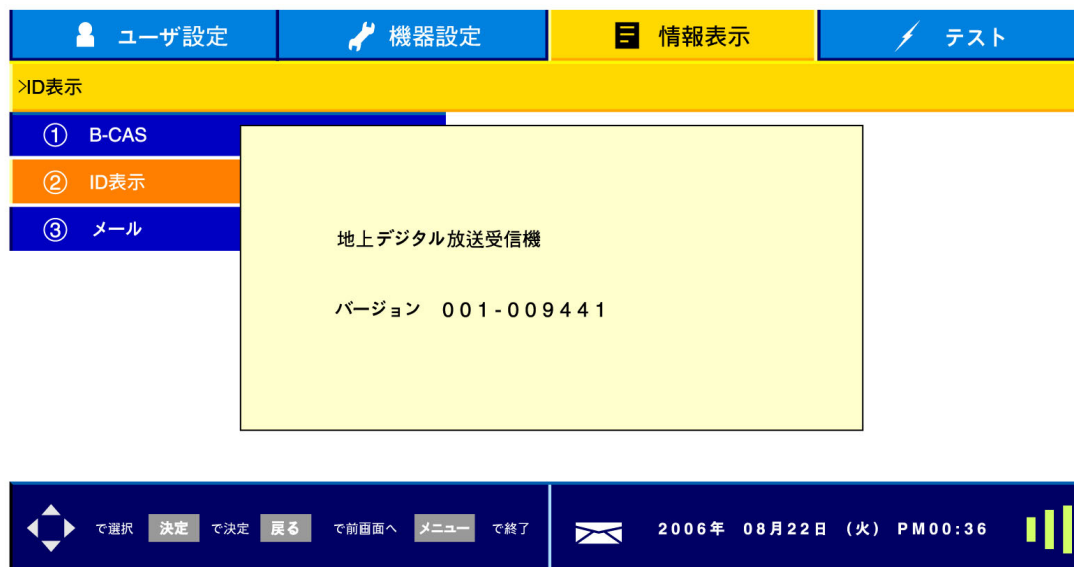 ユーザ設定 機器設定 情報表示 テスト
>ID表示
① B-CAS
② ID表示
③ メール
地上デジタル放送受信機
バージョン 001-009441
で選択 決定 で決定 戻る で前画面へ メニュー で終了 2006年 08月22日 (火) PM00:36